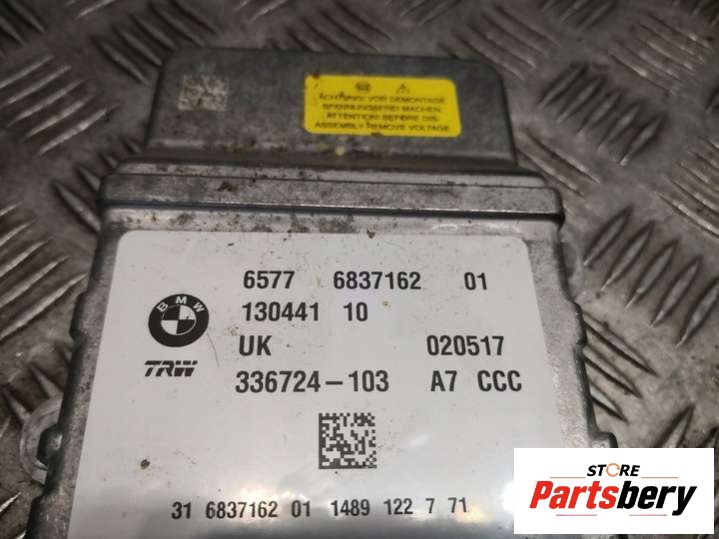 ACHTUNG! VOR DEMONTAGE
SPANNUNGSFREI MACHEN.
ATTENTION! BEFORE DIS-
ASSEMBLY REMOVE VOLTAGE
6577 6837162 01
130441 10
BMW
UK 020517
TRW
336724-103 A7 CCC
31 6837162 01 1489 122 7 71
STORE
Partsbery